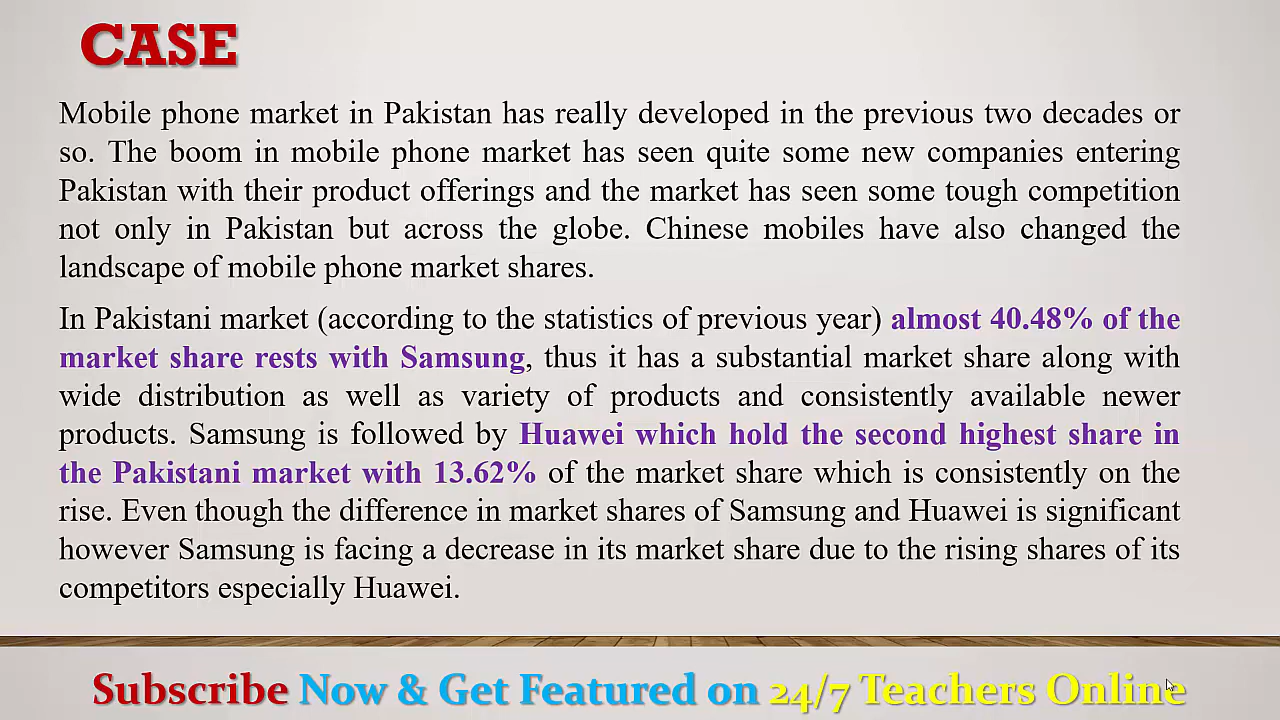 CASE
Mobile phone market in Pakistan has really developed in the previous two decades or
so. The boom in mobile phone market has seen quite some new companies entering
Pakistan with their product offerings and the market has seen some tough competition
not only in Pakistan but across the globe. Chinese mobiles have also changed the
landscape of mobile phone market shares.
In Pakistani market (according to the statistics of previous year) almost 40.48% of the
market share rests with Samsung, thus it has a substantial market share along with
wide distribution as well as variety of products and consistently available newer
products. Samsung is followed by Huawei which hold the second highest share in
the Pakistani market with 13.62% of the market share which is consistently on the
rise. Even though the difference in market shares of Samsung and Huawei is significant
however Samsung is facing a decrease in its market share due to the rising shares of its
competitors especially Huawei.
Subscribe Now & Get Featured on 24/7 Teachers Online